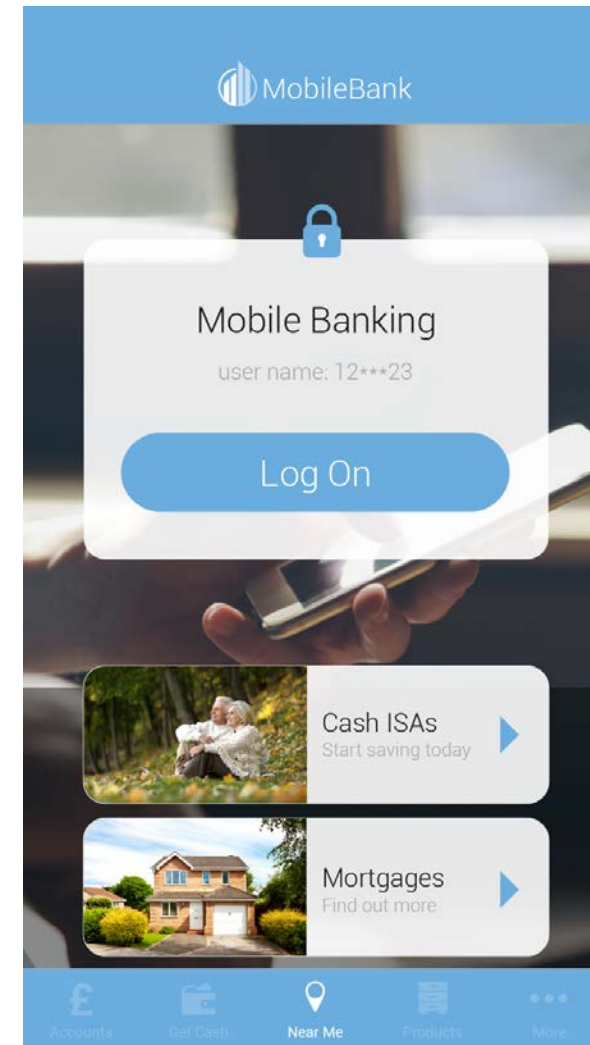 MobileBank
Mobile Banking
user name: 12***23
Log On
Cash ISAs
Start saving today
Mortgages
Find out more
£
Accounts Get Cash Near Me Products More